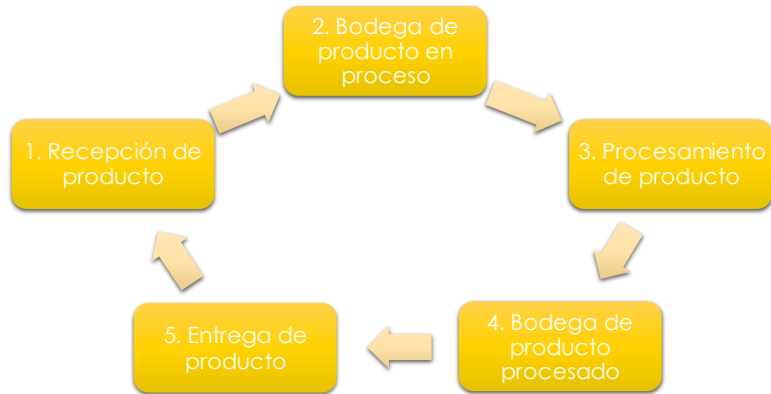 1. Recepción de
producto
2. Bodega de
producto en
proceso
3. Procesamiento
de producto
4. Bodega de
producto
procesado
5. Entrega de
producto